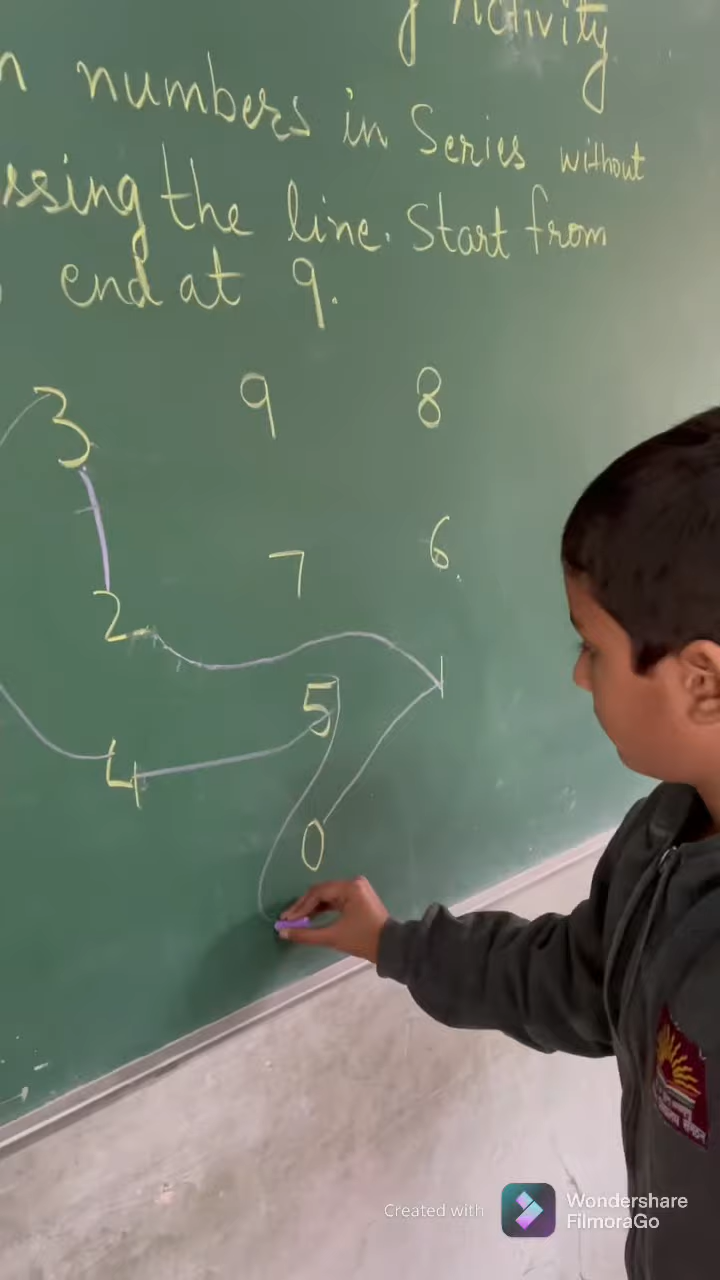 Activity
numbers in Series without
ssing the line. Start from
end at 9.
3 9 8
7 6
2
5 1
4
0
Created with Wondershare
FilmoraGo